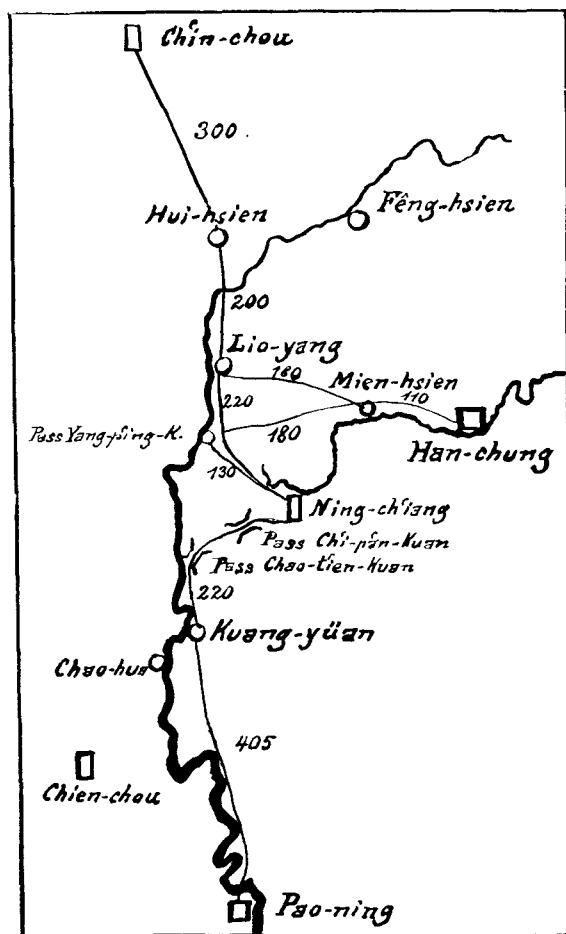 Ch'in-chou
300.
Fêng-hsien
Hui-hsien
200
Lio-yang
180
Mien-hsien
110
220
Pass Yang-p'ing-K.
180
Han-chung
130
Ning-ch'iang
Pass Ch'i-p'an-Kuan
Pass Chao-t'ien-Kuan
220
Kuang-yüan
Chao-hua
405
Chien-chou
Pao-ning